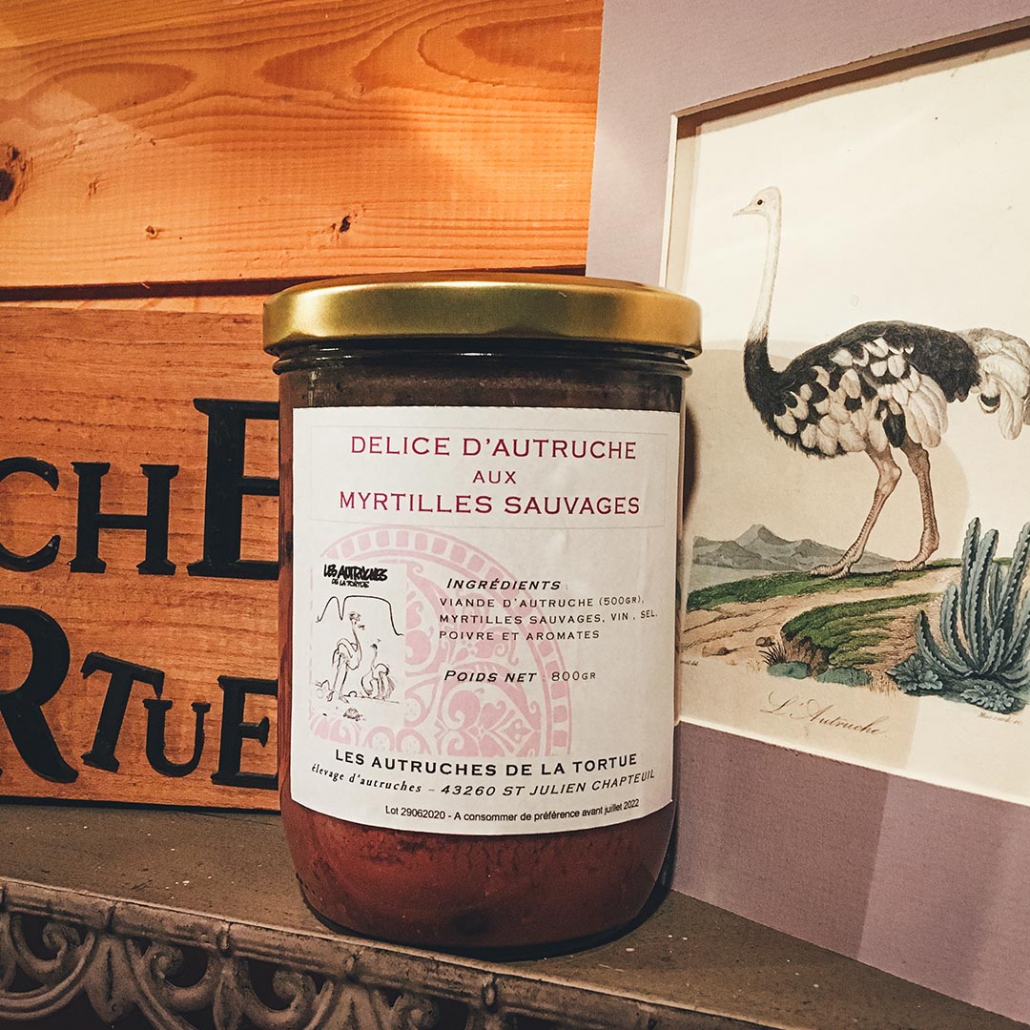 CHE
RTUE
DELICE D'AUTRUCHE
AUX
MYRTILLES SAUVAGES
LES AUTRUCHES
DE LA TORTUE
INGRÉDIENTS :
VIANDE D'AUTRUCHE (500GR),
MYRTILLES SAUVAGES, VIN , SEL,
POIVRE ET AROMATES
POIDS NET : 800GR
LES AUTRUCHES DE LA TORTUE
élevage d'autruches – 43260 ST JULIEN CHAPTEUIL
Lot 29062020 - A consommer de préférence avant juillet 2022
L'Autruche.